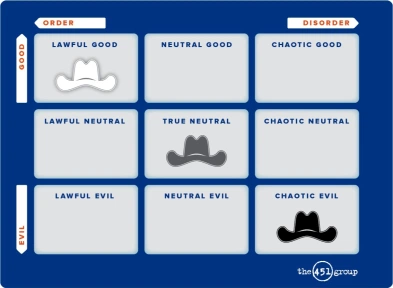 ORDER
DISORDER
GOOD
LAWFUL GOOD
NEUTRAL GOOD
CHAOTIC GOOD
LAWFUL NEUTRAL
TRUE NEUTRAL
CHAOTIC NEUTRAL
EVIL
LAWFUL EVIL
NEUTRAL EVIL
CHAOTIC EVIL
the 451 group